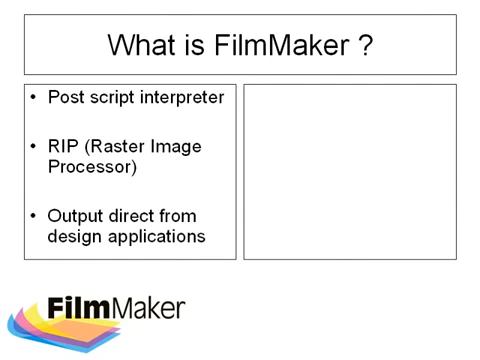 What is FilmMaker ?
• Post script interpreter
• RIP (Raster Image
Processor)
• Output direct from
design applications
FilmMaker